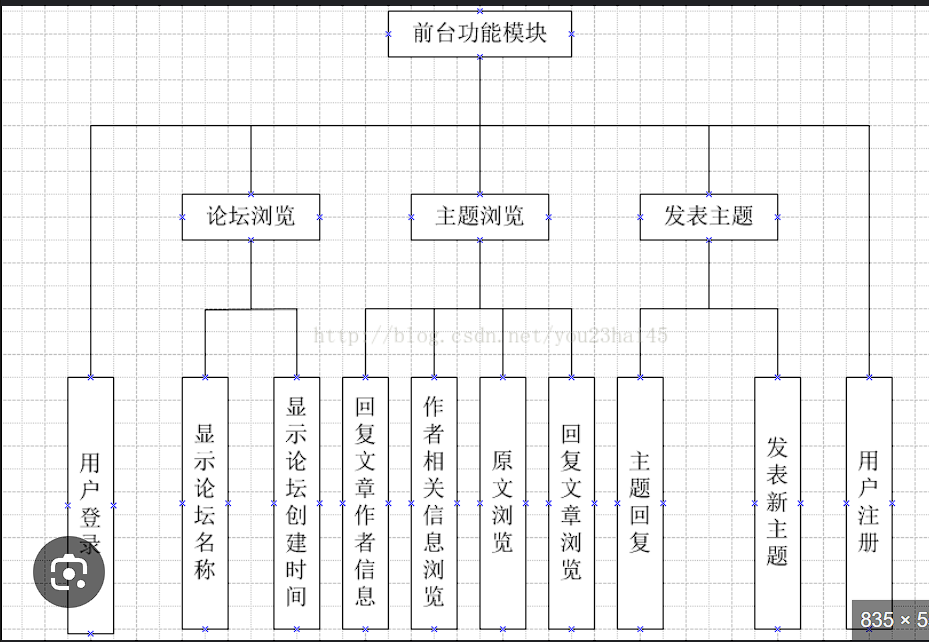 前台功能模块
论坛浏览
主题浏览
发表主题
http://blog.csdn.net/you23hai45
用户登录
显示论坛名称
显示论坛创建时间
回复文章作者信息
作者相关信息浏览
原文浏览
回复文章浏览
主题回复
发表新主题
用户注册
835 × 5